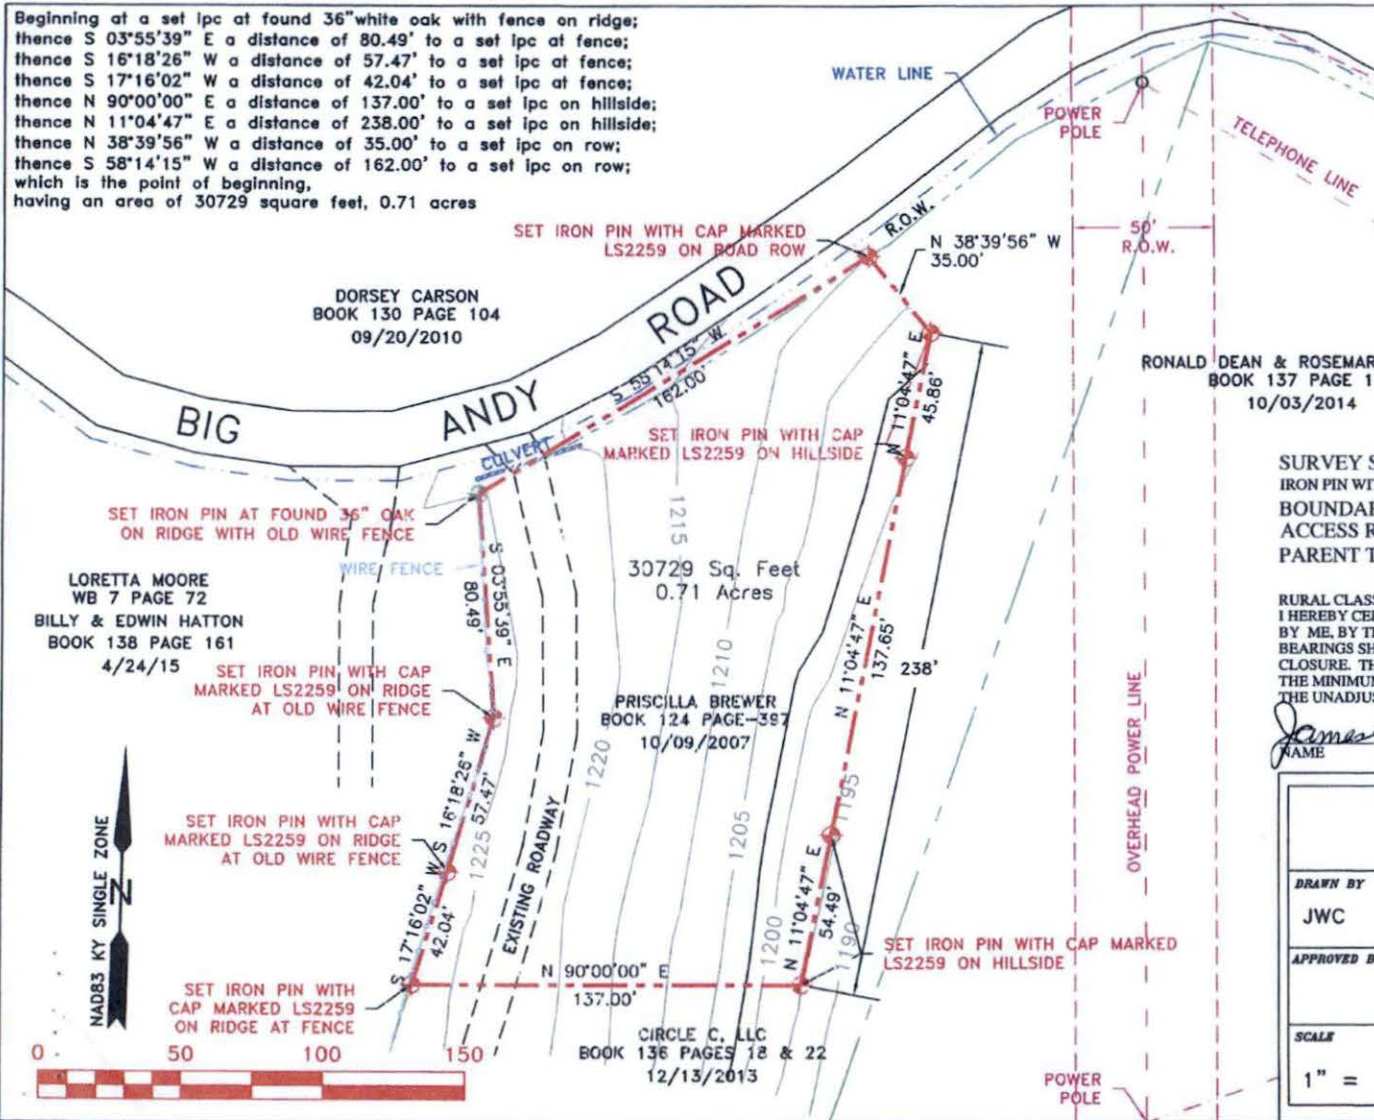 Beginning at a set ipc at found 36" white oak with fence on ridge;
thence S 03°55'39" E a distance of 80.49' to a set ipc at fence;
thence S 16°18'26" W a distance of 57.47' to a set ipc at fence;
thence S 17°16'02" W a distance of 42.04' to a set ipc at fence;
thence N 90°00'00" E a distance of 137.00' to a set ipc on hillside;
thence N 11°04'47" E a distance of 238.00' to a set ipc on hillside;
thence N 38°39'56" W a distance of 35.00' to a set ipc on row;
thence S 58°14'15" W a distance of 162.00' to a set ipc on row;
which is the point of beginning,
having an area of 30729 square feet, 0.71 acres
WATER LINE
POWER
POLE
TELEPHONE LINE
50'
R.O.W.
R.O.W.
SET IRON PIN WITH CAP MARKED
LS2259 ON ROAD ROW
N 38°39'56" W
35.00'
DORSEY CARSON
BOOK 130 PAGE 104
09/20/2010
BIG ANDY ROAD
S 58°14'15" W
162.00'
RONALD DEAN & ROSEMAR
BOOK 137 PAGE 1
10/03/2014
N 11°04'47" E
45.86'
SET IRON PIN WITH CAP
MARKED LS2259 ON HILLSIDE
CULVERT
SURVEY S
IRON PIN WIT
BOUNDAR
ACCESS R
PARENT T
SET IRON PIN AT FOUND 36" OAK
ON RIDGE WITH OLD WIRE FENCE
WIRE FENCE
1215
30729 Sq. Feet
0.71 Acres
LORETTA MOORE
WB 7 PAGE 72
BILLY & EDWIN HATTON
BOOK 138 PAGE 161
4/24/15
S 03°55'39" E
80.49'
RURAL CLASS
I HEREBY CER
BY ME, BY TH
BEARINGS SH
CLOSURE. TH
THE MINIMUM
THE UNADJUS
James
NAME
N 11°04'47" E
137.65'
238'
1210
SET IRON PIN WITH CAP
MARKED LS2259 ON RIDGE
AT OLD WIRE FENCE
PRISCILLA BREWER
BOOK 124 PAGE-397
10/09/2007
OVERHEAD POWER LINE
S 16°18'26" W
57.47'
1220
1195
1205
SET IRON PIN WITH CAP
MARKED LS2259 ON RIDGE
AT OLD WIRE FENCE
1225
EXISTING ROADWAY
NAD83 KY SINGLE ZONE
N
S 17°16'02" W
42.04'
N 11°04'47" E
54.49'
1200
1190
SET IRON PIN WITH CAP MARKED
LS2259 ON HILLSIDE
DRAWN BY
JWC
APPROVED B
SCALE
1" =
N 90°00'00" E
137.00'
SET IRON PIN WITH
CAP MARKED LS2259
ON RIDGE AT FENCE
CIRCLE C, LLC
BOOK 136 PAGES 18 & 22
12/13/2013
0 50 100 150
POWER
POLE